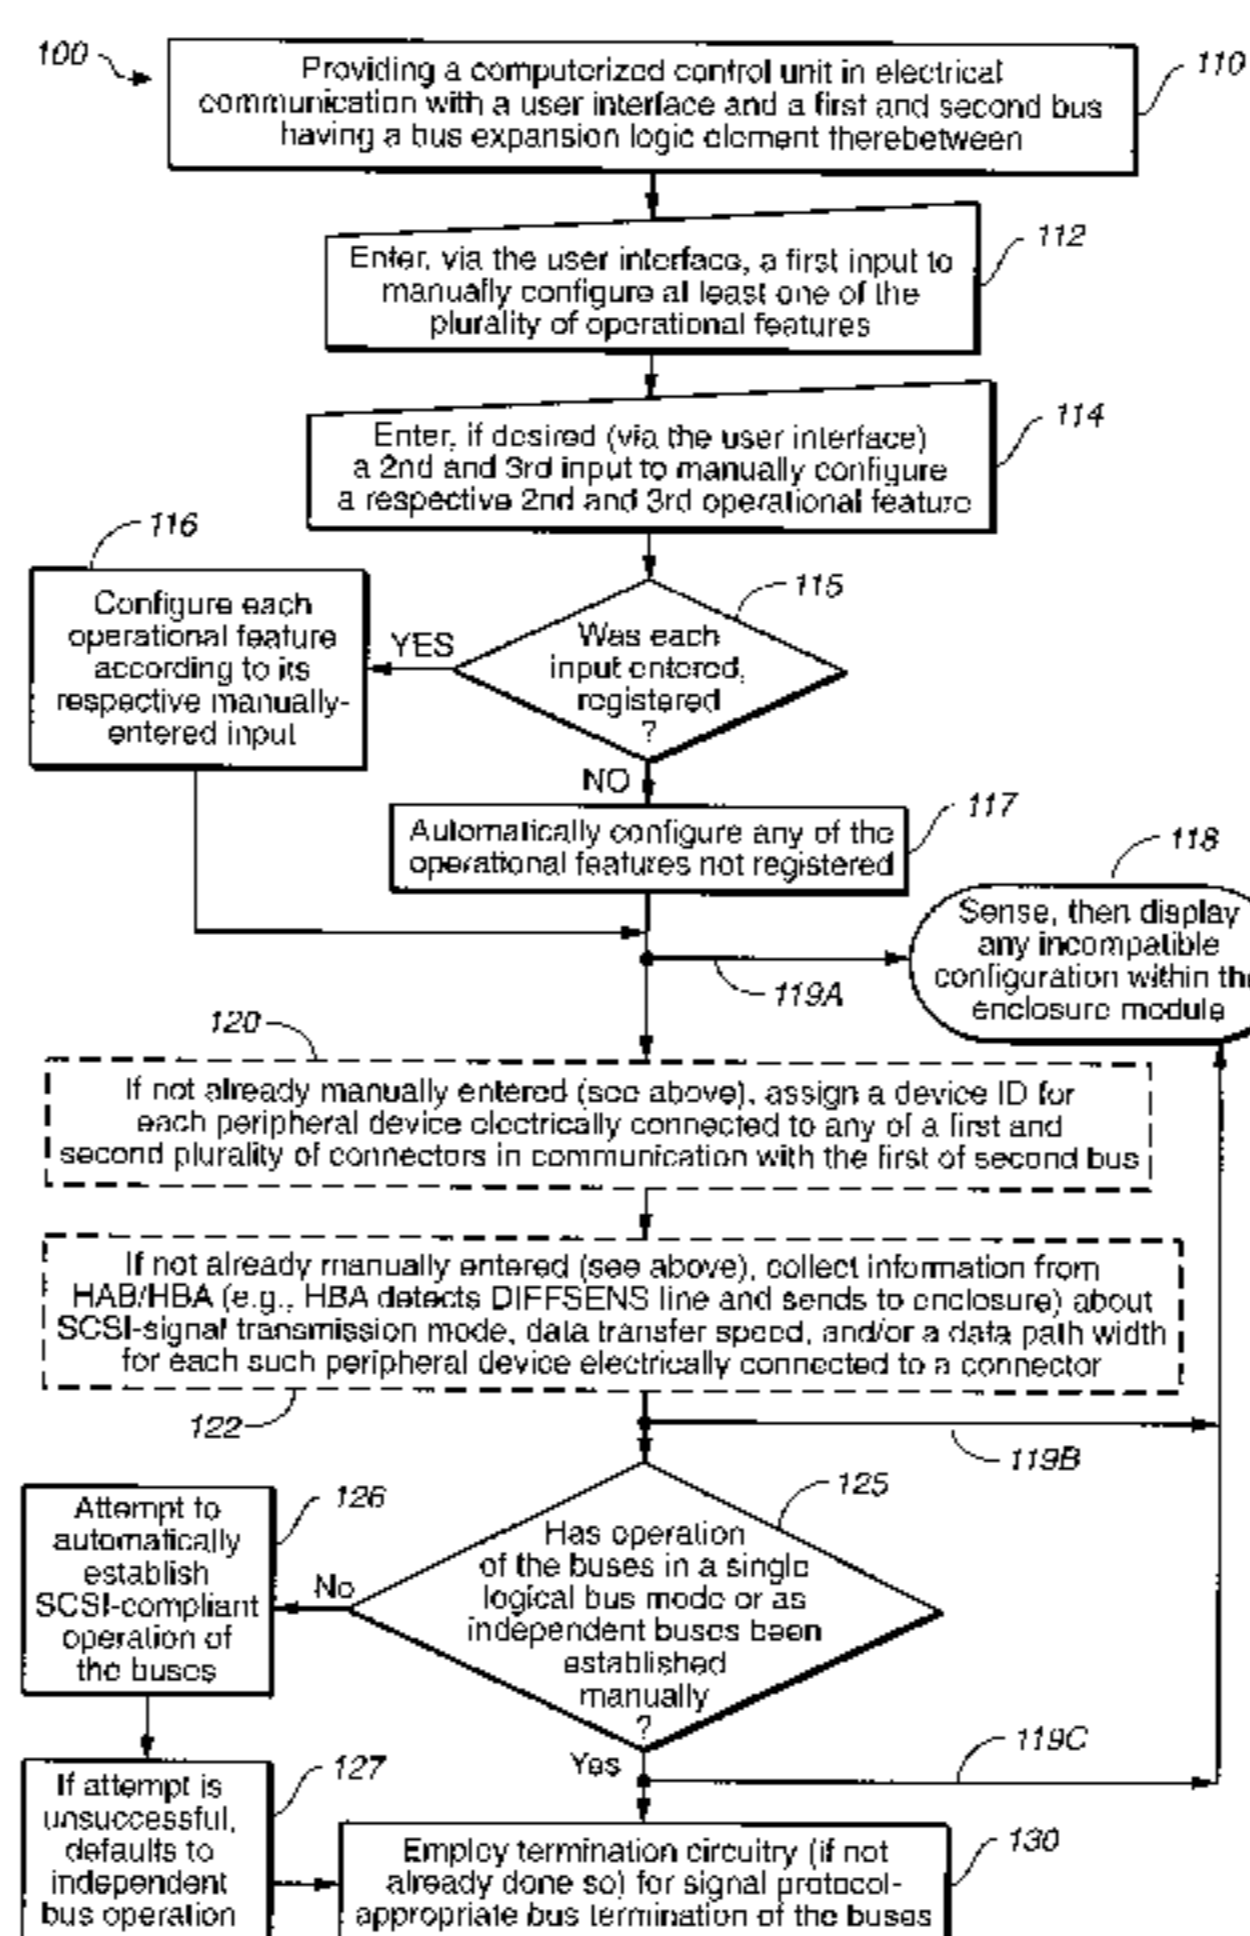 100
Providing a computerized control unit in electrical
communication with a user interface and a first and second bus
having a bus expansion logic element therebetween
110
Enter, via the user interface, a first input to
manually configure at least one of the
plurality of operational features
112
Enter, if desired (via the user interface)
a 2nd and 3rd input to manually configure
a respective 2nd and 3rd operational feature
114
116
Configure each
operational feature
according to its
respective manually-
entered input
YES
115
Was each
input entered,
registered
?
NO
117
Automatically configure any of the
operational features not registered
118
Sense, then display
any incompatible
configuration within the
enclosure module
119A
120
If not already manually entered (see above), assign a device ID for
each peripheral device electrically connected to any of a first and
second plurality of connectors in communication with the first of second bus
If not already manually entered (see above), collect information from
HAB/HBA (e.g., HBA detects DIFFSENS line and sends to enclosure) about
SCSI-signal transmission mode, data transfer speed, and/or a data path width
for each such peripheral device electrically connected to a connector
122
119B
125
Has operation
of the buses in a single
logical bus mode or as
independent buses been
established
manually
?
No
126
Attempt to
automatically
establish
SCSI-compliant
operation of
the buses
Yes
119C
127
If attempt is
unsuccessful,
defaults to
independent
bus operation
130
Employ termination circuitry (if not
already done so) for signal protocol-
appropriate bus termination of the buses